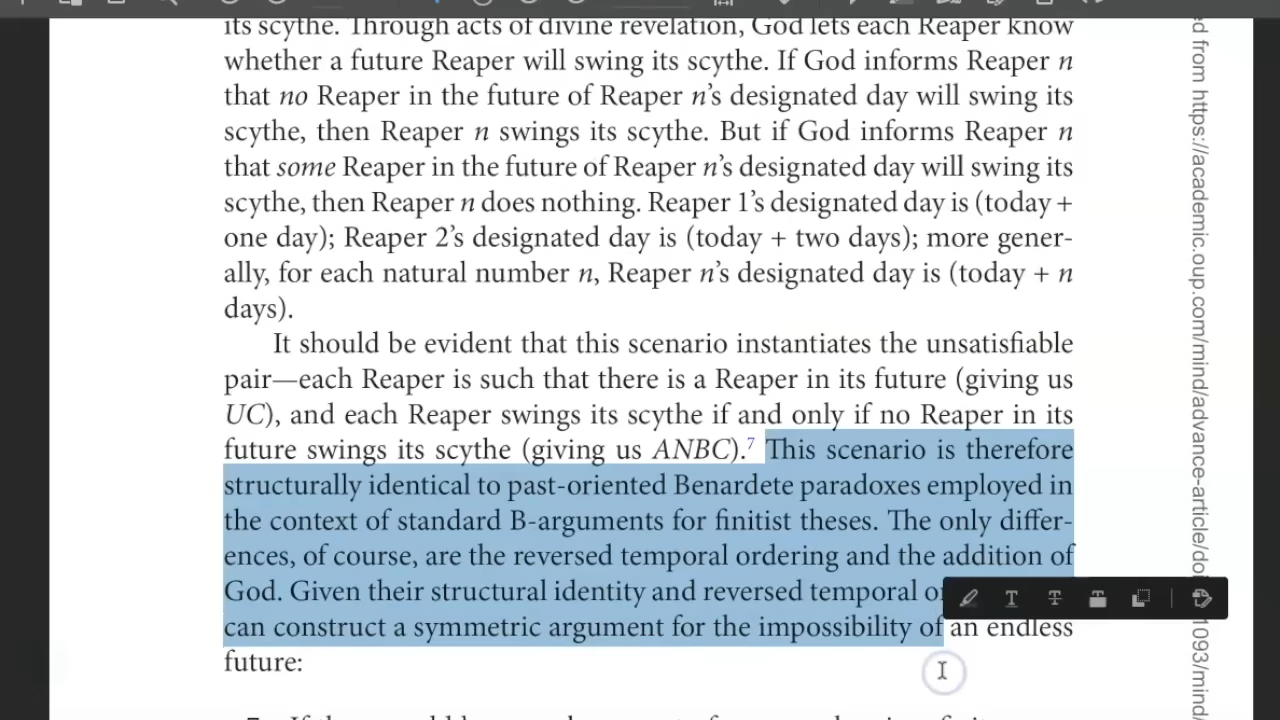 its scythe. Through acts of divine revelation, God lets each Reaper know
whether a future Reaper will swing its scythe. If God informs Reaper n
that no Reaper in the future of Reaper n’s designated day will swing its
scythe, then Reaper n swings its scythe. But if God informs Reaper n
that some Reaper in the future of Reaper n’s designated day will swing its
scythe, then Reaper n does nothing. Reaper 1’s designated day is (today +
one day); Reaper 2’s designated day is (today + two days); more gener-
ally, for each natural number n, Reaper n’s designated day is (today + n
days).
It should be evident that this scenario instantiates the unsatisfiable
pair—each Reaper is such that there is a Reaper in its future (giving us
UC), and each Reaper swings its scythe if and only if no Reaper in its
future swings its scythe (giving us ANBC).7 This scenario is therefore
structurally identical to past-oriented Benardete paradoxes employed in
the context of standard B-arguments for finitist theses. The only differ-
ences, of course, are the reversed temporal ordering and the addition of
God. Given their structural identity and reversed temporal
can construct a symmetric argument for the impossibility of an endless
future:
ed from https://academic.oup.com/mind/advance-article/doi 1093/mind/